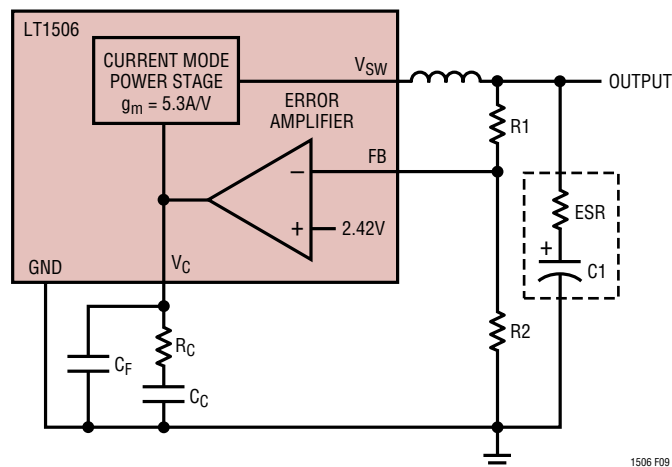 LT1506
CURRENT MODE
POWER STAGE
gm = 5.3A/V
VSW
OUTPUT
ERROR
AMPLIFIER
R1
FB
–
+
2.42V
ESR
+
C1
GND
VC
R2
RC
CF
CC
1506 F09